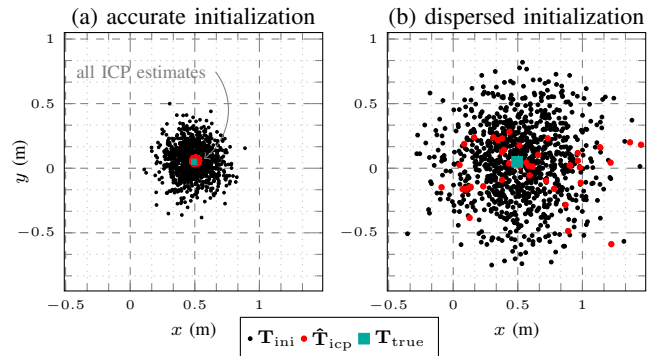 (a) accurate initialization (b) dispersed initialization
1 1
all ICP estimates
0.5 0.5
y (m) 0 y (m) 0
−0.5 −0.5
−0.5 0 0.5 1 −0.5 0 0.5 1
x (m) x (m)
T_ini T̂_icp T_true